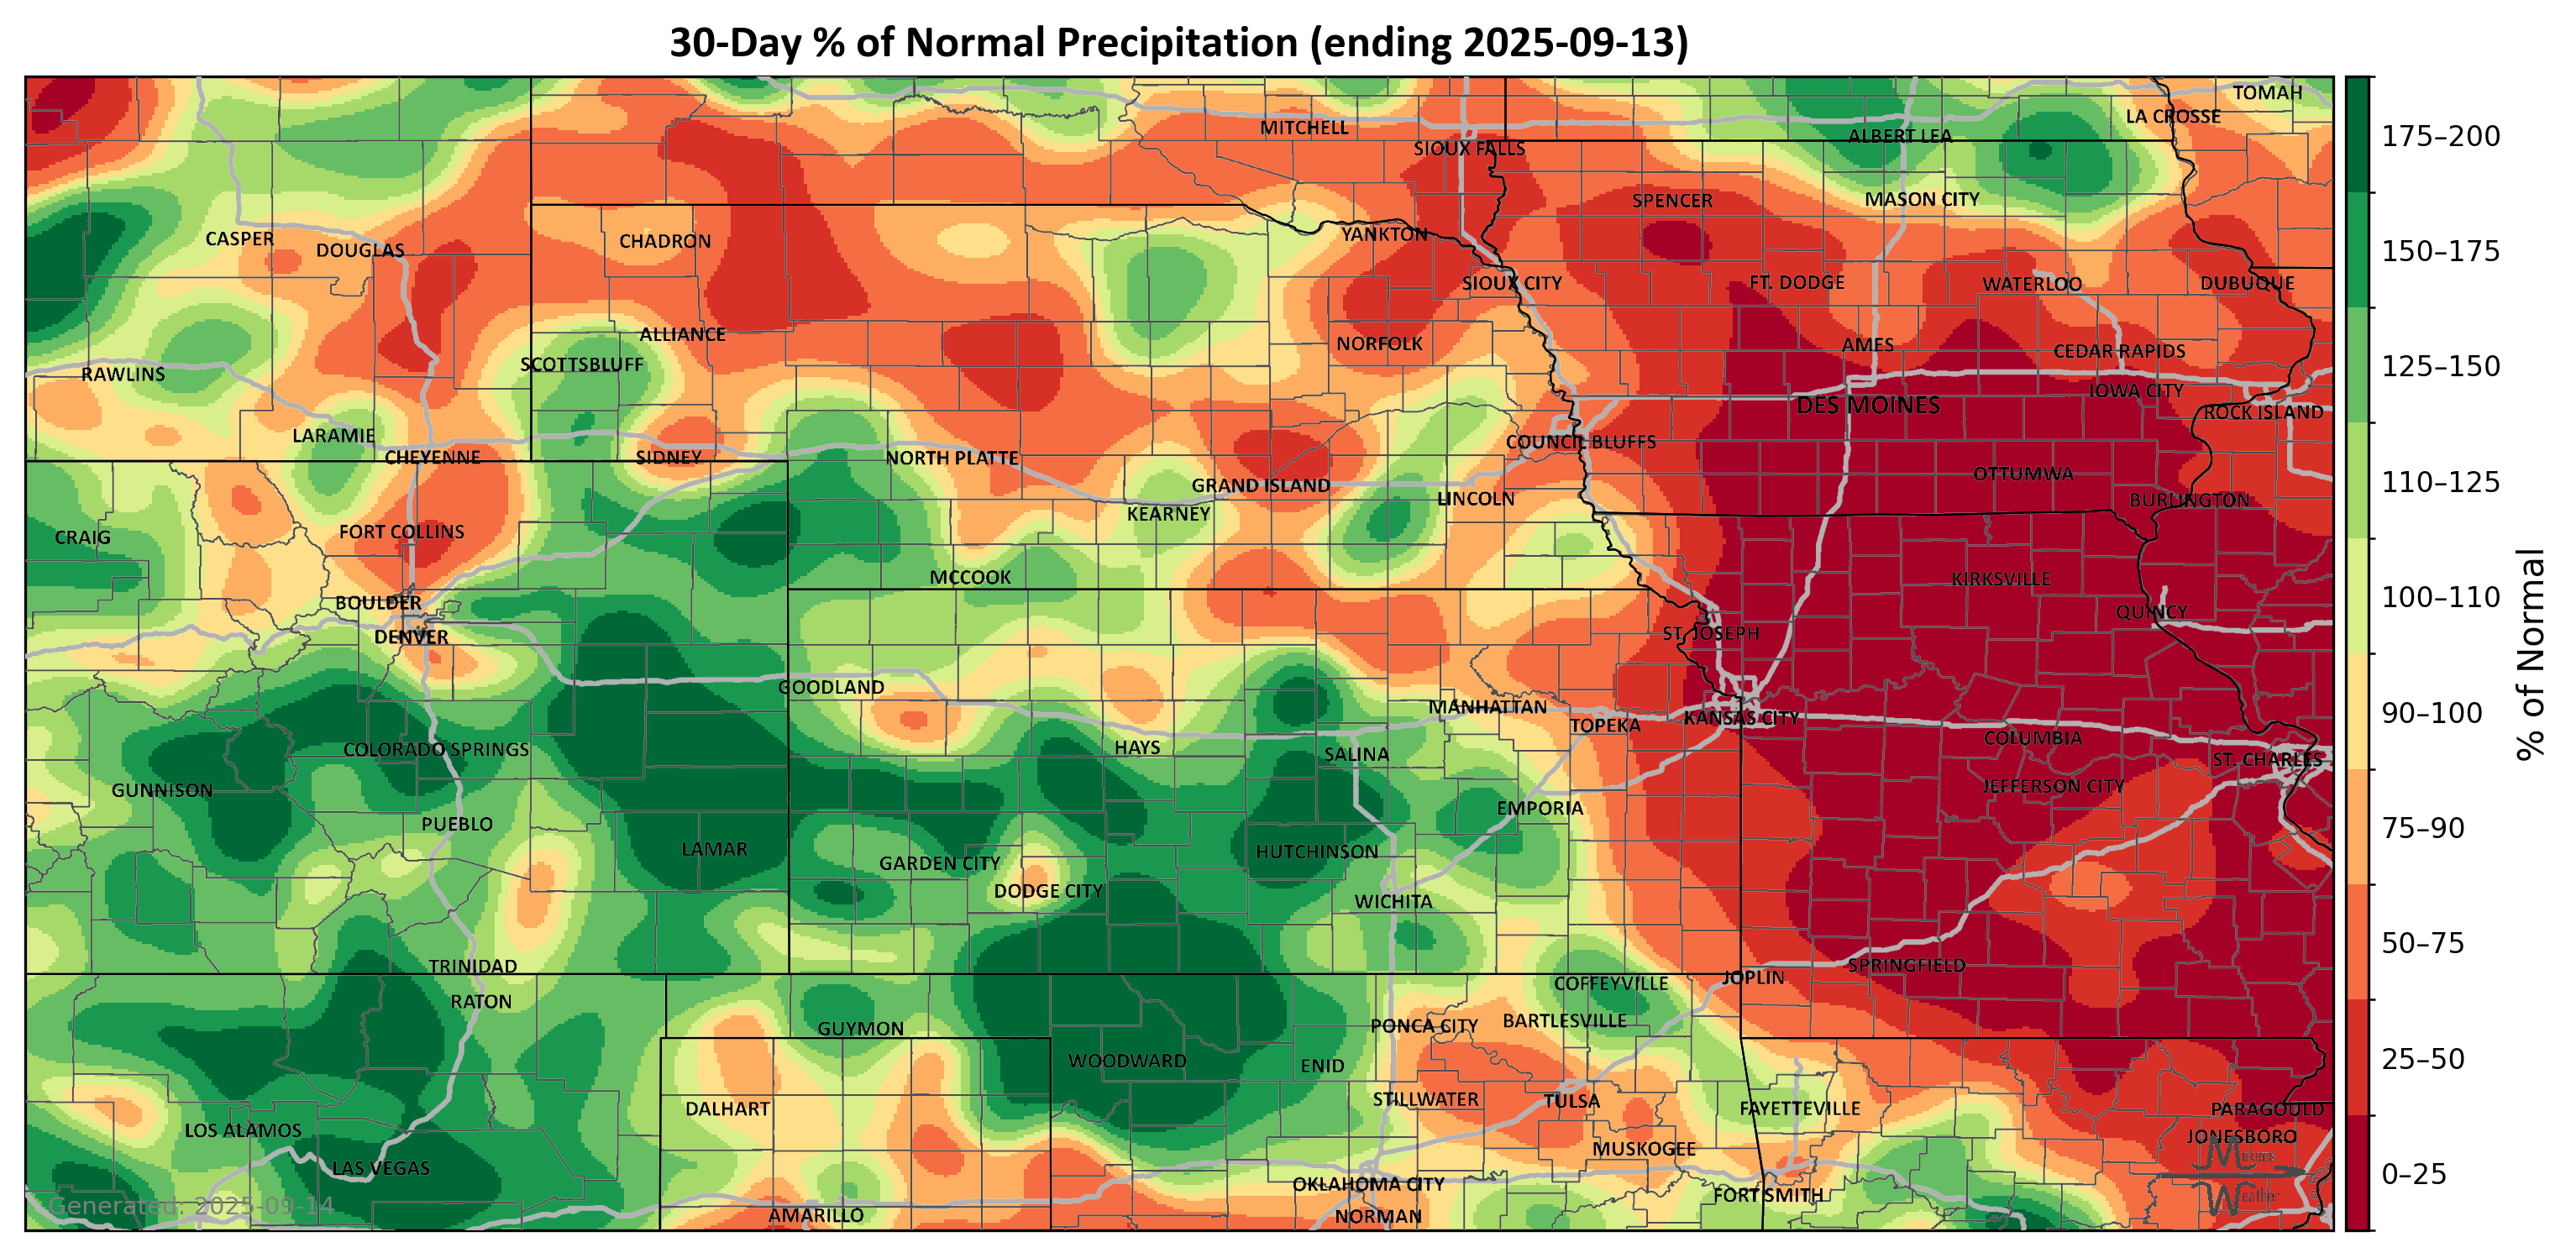 30-Day % of Normal Precipitation (ending 2025-09-13)
TOMAH
LA CROSSE
MITCHELL
ALBERT LEA
SIOUX FALLS
SPENCER
MASON CITY
YANKTON
CASPER
CHADRON
DOUGLAS
SIOUX CITY
FT. DODGE
WATERLOO
DUBUQUE
ALLIANCE
NORFOLK
AMES
CEDAR RAPIDS
SCOTTSBLUFF
RAWLINS
IOWA CITY
DES MOINES
ROCK ISLAND
LARAMIE
COUNCIL BLUFFS
CHEYENNE
SIDNEY
NORTH PLATTE
OTTUMWA
GRAND ISLAND
LINCOLN
BURLINGTON
KEARNEY
FORT COLLINS
CRAIG
MCCOOK
KIRKSVILLE
BOULDER
QUINCY
DENVER
ST. JOSEPH
GOODLAND
MANHATTAN
KANSAS CITY
TOPEKA
COLUMBIA
COLORADO SPRINGS
HAYS
SALINA
ST. CHARLES
GUNNISON
JEFFERSON CITY
EMPORIA
PUEBLO
LAMAR
HUTCHINSON
GARDEN CITY
DODGE CITY
WICHITA
TRINIDAD
SPRINGFIELD
JOPLIN
COFFEYVILLE
RATON
BARTLESVILLE
PONCA CITY
GUYMON
WOODWARD
ENID
STILLWATER
TULSA
DALHART
FAYETTEVILLE
PARAGOULD
LOS ALAMOS
JONESBORO
MUSKOGEE
LAS VEGAS
OKLAHOMA CITY
FORT SMITH
AMARILLO
NORMAN
Generated: 2025-09-14
Makens
Weather
175–200
150–175
125–150
110–125
100–110
90–100
75–90
50–75
25–50
0–25
% of Normal